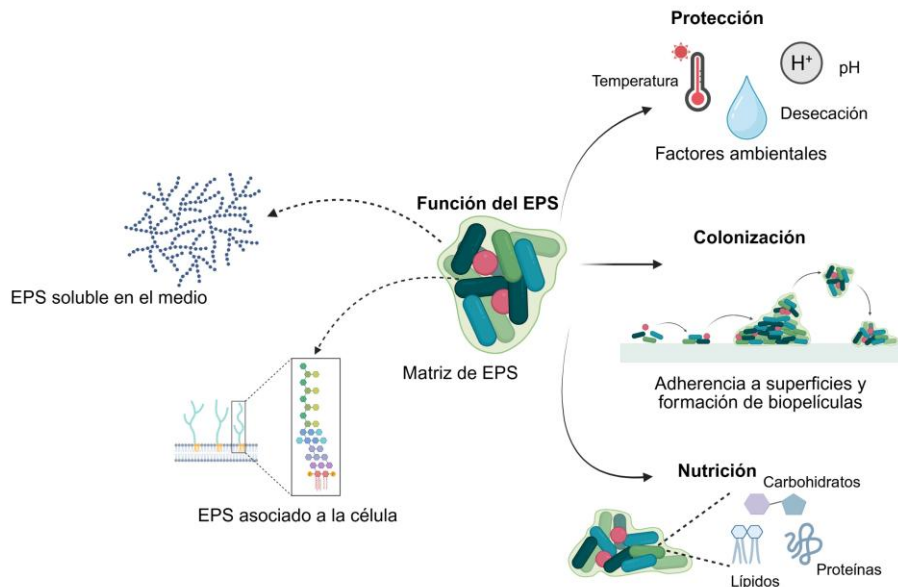 Protección
Temperatura
H+
pH
Desecación
Factores ambientales
Función del EPS
EPS soluble en el medio
Matriz de EPS
EPS asociado a la célula
Colonización
Adherencia a superficies y
formación de biopelículas
Nutrición
Carbohidratos
Lípidos
Proteínas